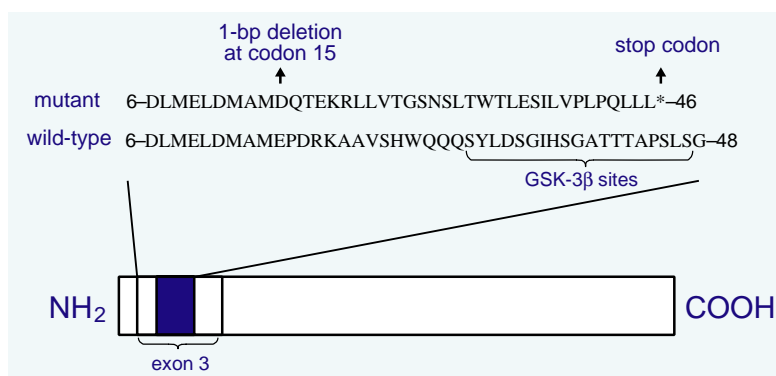 1-bp deletion
at codon 15
stop codon
mutant 6–DLMELDMAMDQTEKRLLVTGSNSLTWTLESILVPLPQLLL*–46
wild-type 6–DLMELDMAMEPDRKAAVSHWQQQSYLDSGIHSGATTTAPSLSG–48
GSK-3β sites
NH2
COOH
exon 3